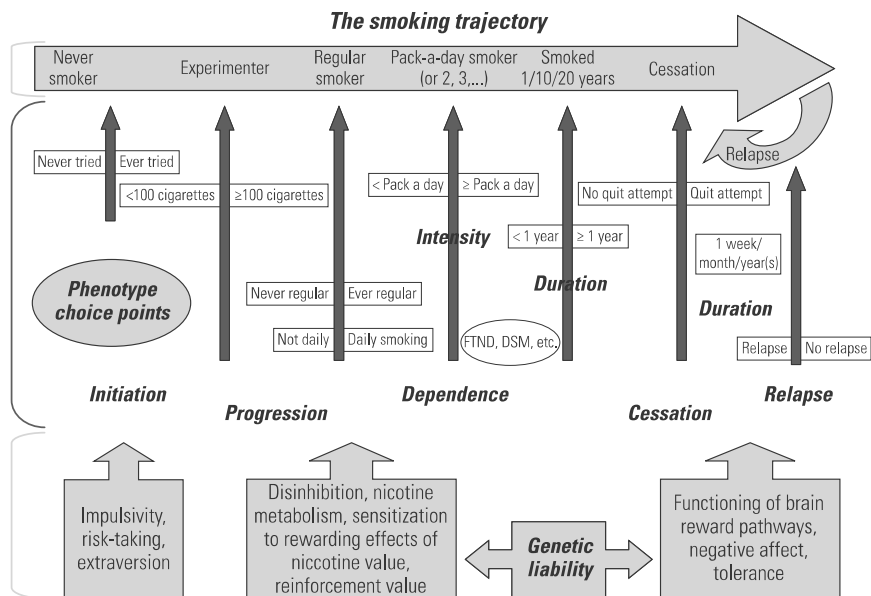 The smoking trajectory
Never
smoker
Experimenter
Regular
smoker
Pack-a-day smoker
(or 2, 3,...)
Smoked
1/10/20 years
Cessation
Relapse
Never tried
Ever tried
<100 cigarettes
≥100 cigarettes
< Pack a day
≥ Pack a day
No quit attempt
Quit attempt
Intensity
< 1 year
≥ 1 year
1 week/
month/year(s)
Phenotype
choice points
Never regular
Ever regular
Duration
Duration
Not daily
Daily smoking
FTND, DSM, etc.
Relapse
No relapse
Initiation
Progression
Dependence
Cessation
Relapse
Impulsivity,
risk-taking,
extraversion
Disinhibition, nicotine
metabolism, sensitization
to rewarding effects of
niccotine value,
reinforcement value
Genetic
liability
Functioning of brain
reward pathways,
negative affect,
tolerance